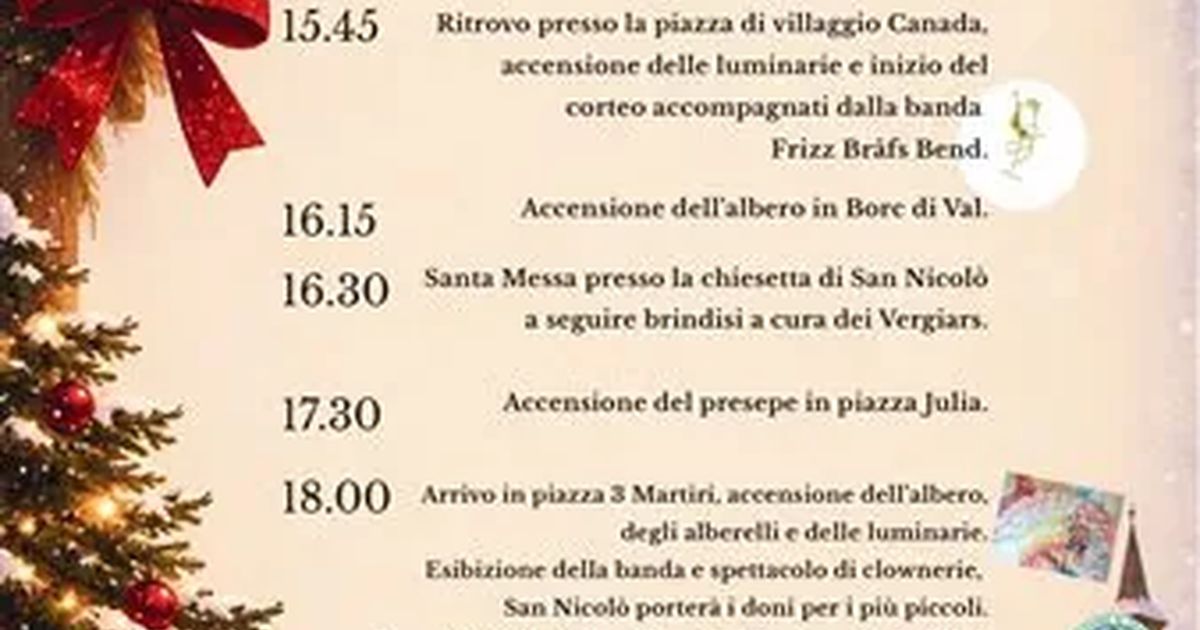 15.45 Ritrovo presso la piazza di villaggio Canada,
accensione delle luminarie e inizio del
corteo accompagnati dalla banda
Frizz Bråfs Bend.
16.15 Accensione dell'albero in Borc di Val.
16.30 Santa Messa presso la chiesetta di San Nicolò
a seguire brindisi a cura dei Vergiars.
17.30 Accensione del presepe in piazza Julia.
18.00 Arrivo in piazza 3 Martiri, accensione dell'albero,
degli alberelli e delle luminarie.
Esibizione della banda e spettacolo di clownerie,
San Nicolò porterà i doni per i più piccoli.